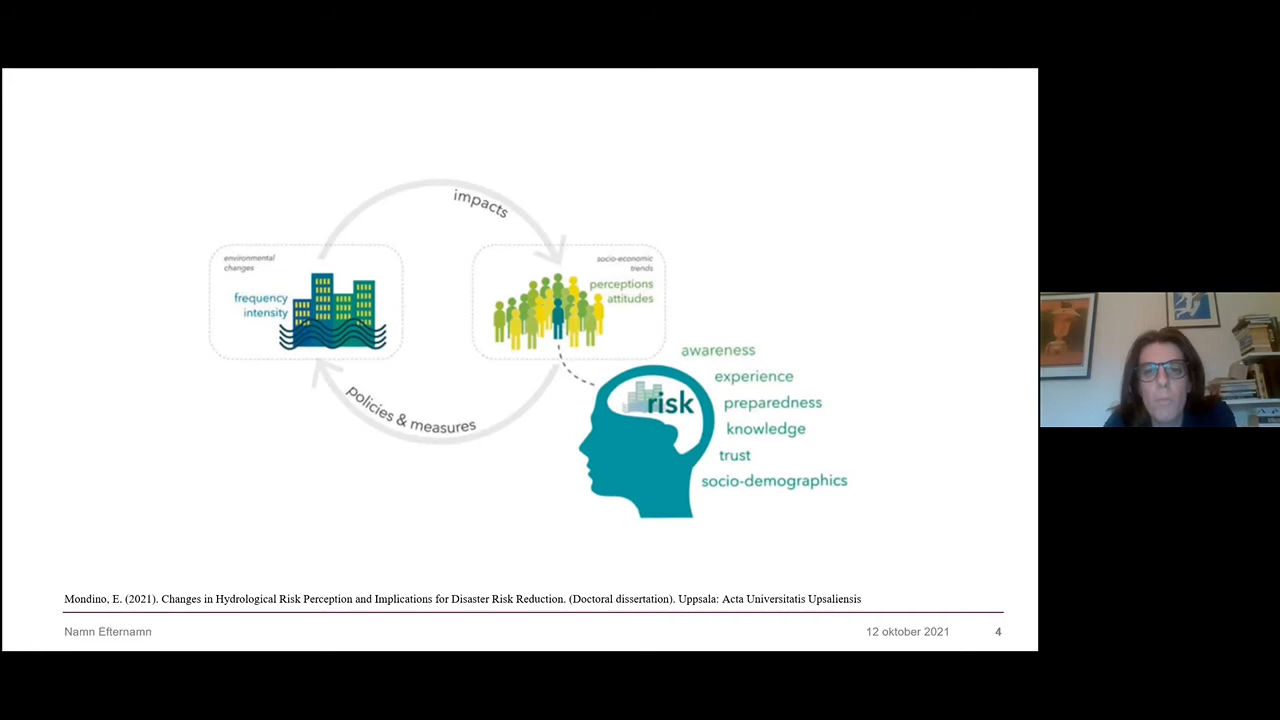 impacts
environmental
changes
frequency
intensity
socio-economic
trends
perceptions
attitudes
policies & measures
risk
awareness
experience
preparedness
knowledge
trust
socio-demographics
Mondino, E. (2021). Changes in Hydrological Risk Perception and Implications for Disaster Risk Reduction. (Doctoral dissertation). Uppsala: Acta Universitatis Upsaliensis
Namn Efternamn
12 oktober 2021
4